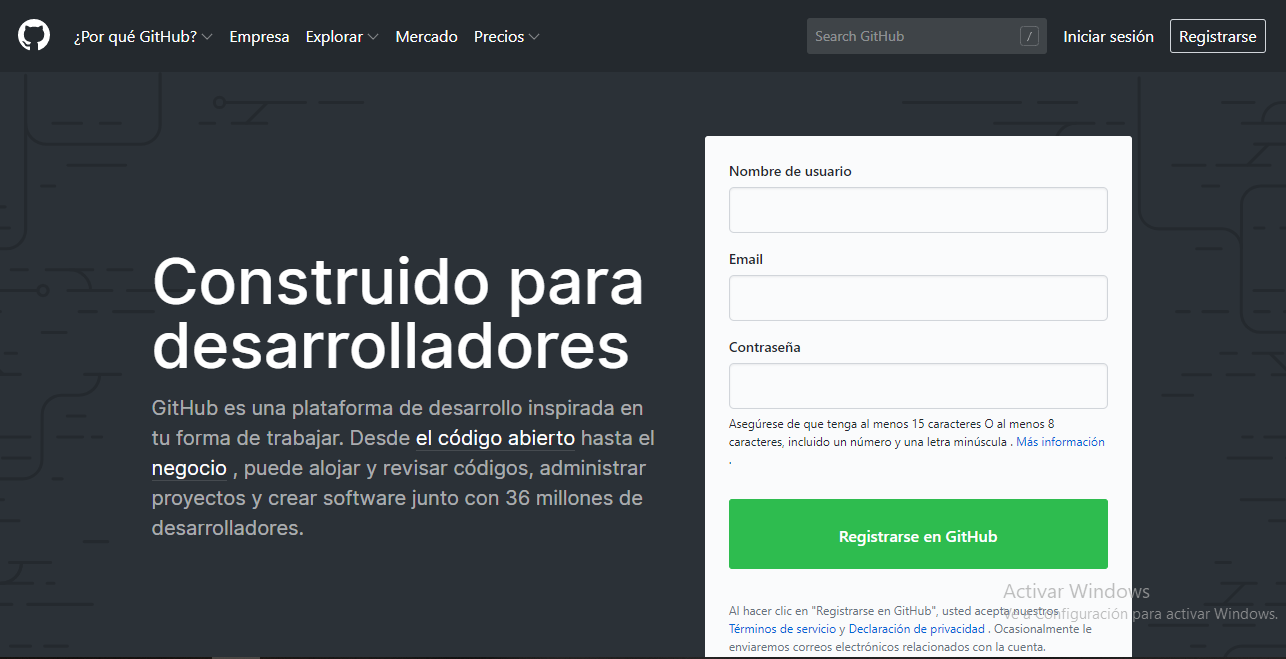 ¿Por qué GitHub? Empresa Explorar Mercado Precios Search GitHub / Iniciar sesión Registrarse
Construido para
desarrolladores
GitHub es una plataforma de desarrollo inspirada en
tu forma de trabajar. Desde el código abierto hasta el
negocio , puede alojar y revisar códigos, administrar
proyectos y crear software junto con 36 millones de
desarrolladores.
Nombre de usuario
Email
Contraseña
Asegúrese de que tenga al menos 15 caracteres O al menos 8
caracteres, incluido un número y una letra minúscula . Más información
.
Registrarse en GitHub
Al hacer clic en "Registrarse en GitHub", usted acepta nuestros
Términos de servicio y Declaración de privacidad . Ocasionalmente le
enviaremos correos electrónicos relacionados con la cuenta.
Activar Windows
Ve a Configuración para activar Windows.